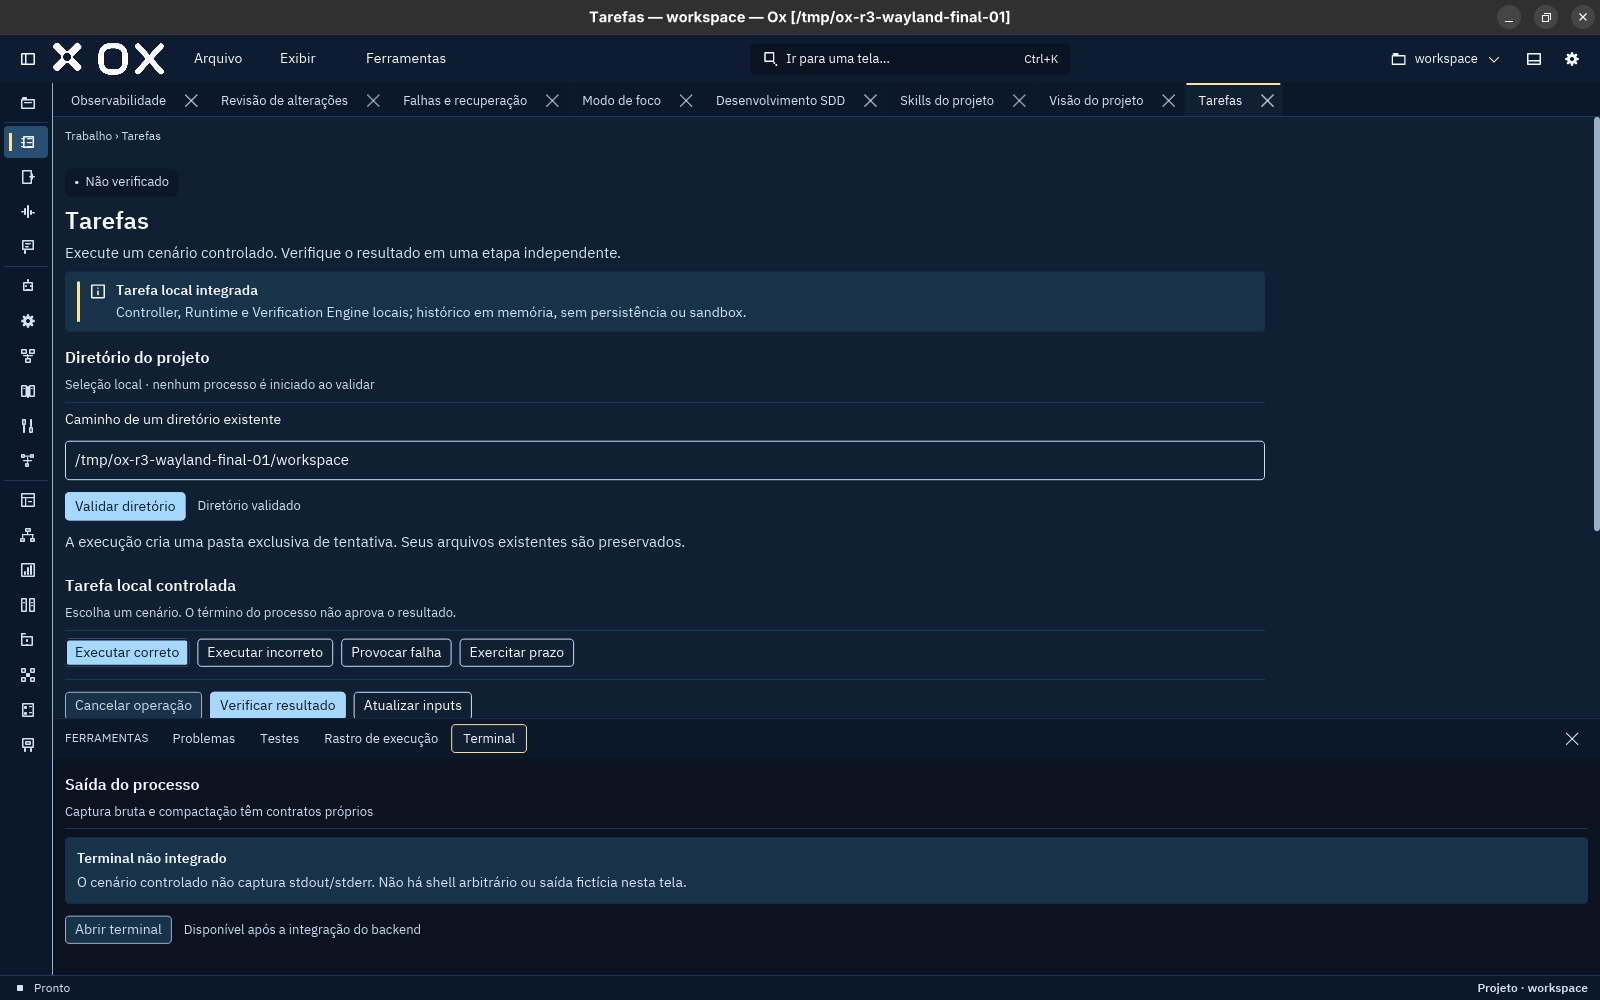 Tarefas — workspace — Ox [/tmp/ox-r3-wayland-final-01]
OX
Arquivo Exibir Ferramentas
Ir para uma tela... Ctrl+K
workspace
Observabilidade Revisão de alterações Falhas e recuperação Modo de foco Desenvolvimento SDD Skills do projeto Visão do projeto Tarefas
Trabalho › Tarefas
• Não verificado
Tarefas
Execute um cenário controlado. Verifique o resultado em uma etapa independente.
Tarefa local integrada
Controller, Runtime e Verification Engine locais; histórico em memória, sem persistência ou sandbox.
Diretório do projeto
Seleção local · nenhum processo é iniciado ao validar
Caminho de um diretório existente
/tmp/ox-r3-wayland-final-01/workspace
Validar diretório Diretório validado
A execução cria uma pasta exclusiva de tentativa. Seus arquivos existentes são preservados.
Tarefa local controlada
Escolha um cenário. O término do processo não aprova o resultado.
Executar correto Executar incorreto Provocar falha Exercitar prazo
Cancelar operação Verificar resultado Atualizar inputs
FERRAMENTAS Problemas Testes Rastro de execução Terminal
Saída do processo
Captura bruta e compactação têm contratos próprios
Terminal não integrado
O cenário controlado não captura stdout/stderr. Não há shell arbitrário ou saída fictícia nesta tela.
Abrir terminal Disponível após a integração do backend
Pronto
Projeto · workspace